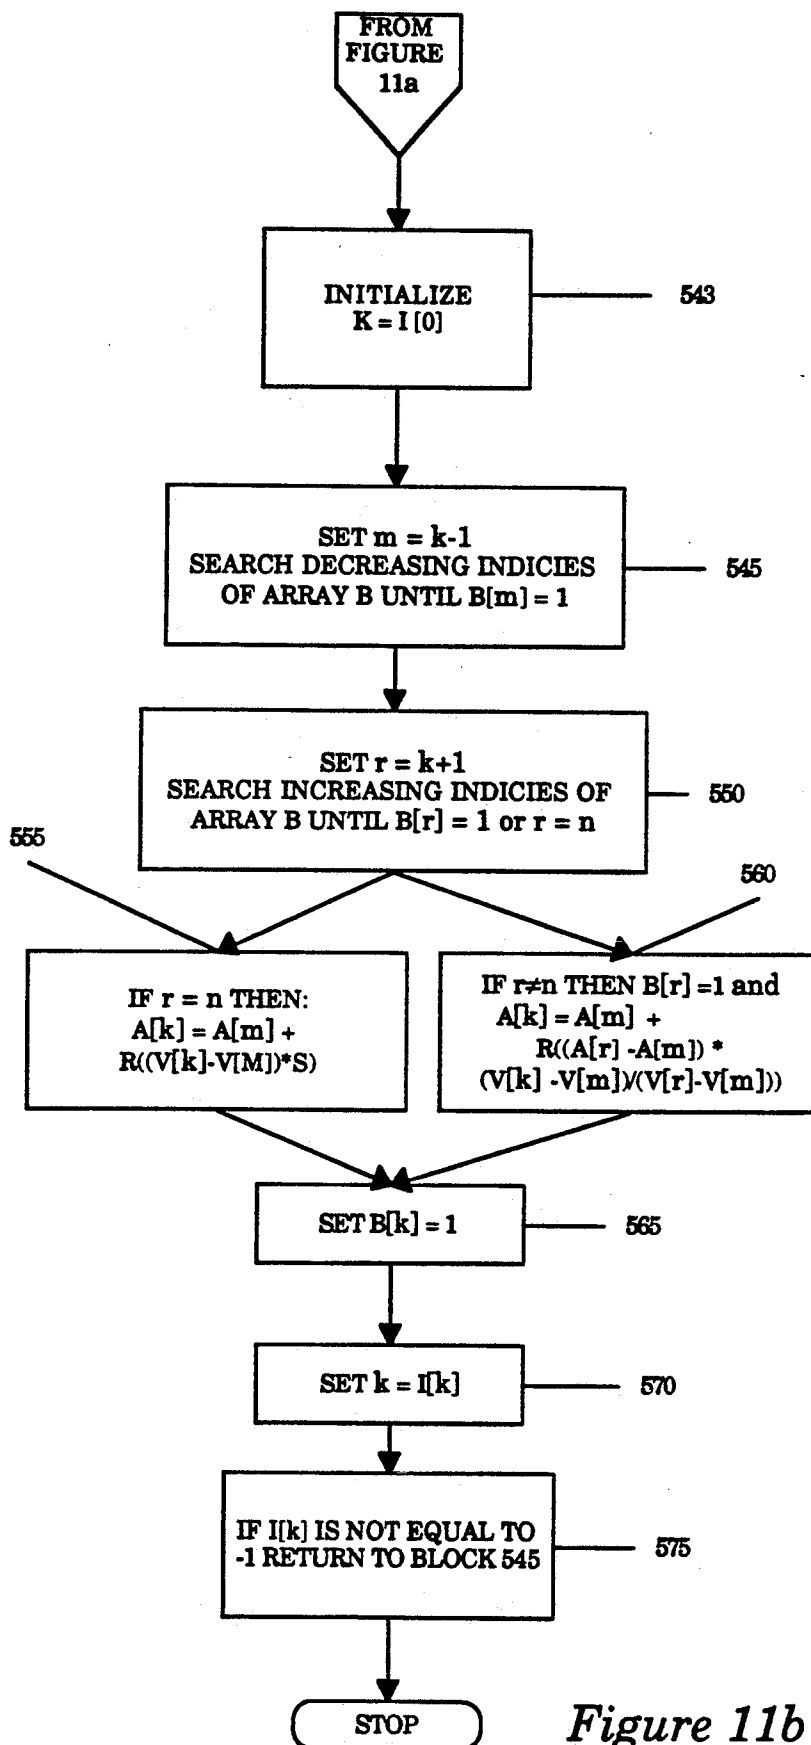 FROM
FIGURE
11a
INITIALIZE
K = I [0]
543
SET m = k-1
SEARCH DECREASING INDICIES
OF ARRAY B UNTIL B[m] = 1
545
SET r = k+1
SEARCH INCREASING INDICIES OF
ARRAY B UNTIL B[r] = 1 or r = n
550
555
560
IF r = n THEN:
A[k] = A[m] +
R((V[k]-V[M])*S)
IF r≠n THEN B[r] =1 and
A[k] = A[m] +
R((A[r] -A[m]) *
(V[k] -V[m])/(V[r]-V[m]))
SET B[k] = 1
565
SET k = I[k]
570
IF I[k] IS NOT EQUAL TO
-1 RETURN TO BLOCK 545
575
STOP
Figure 11b